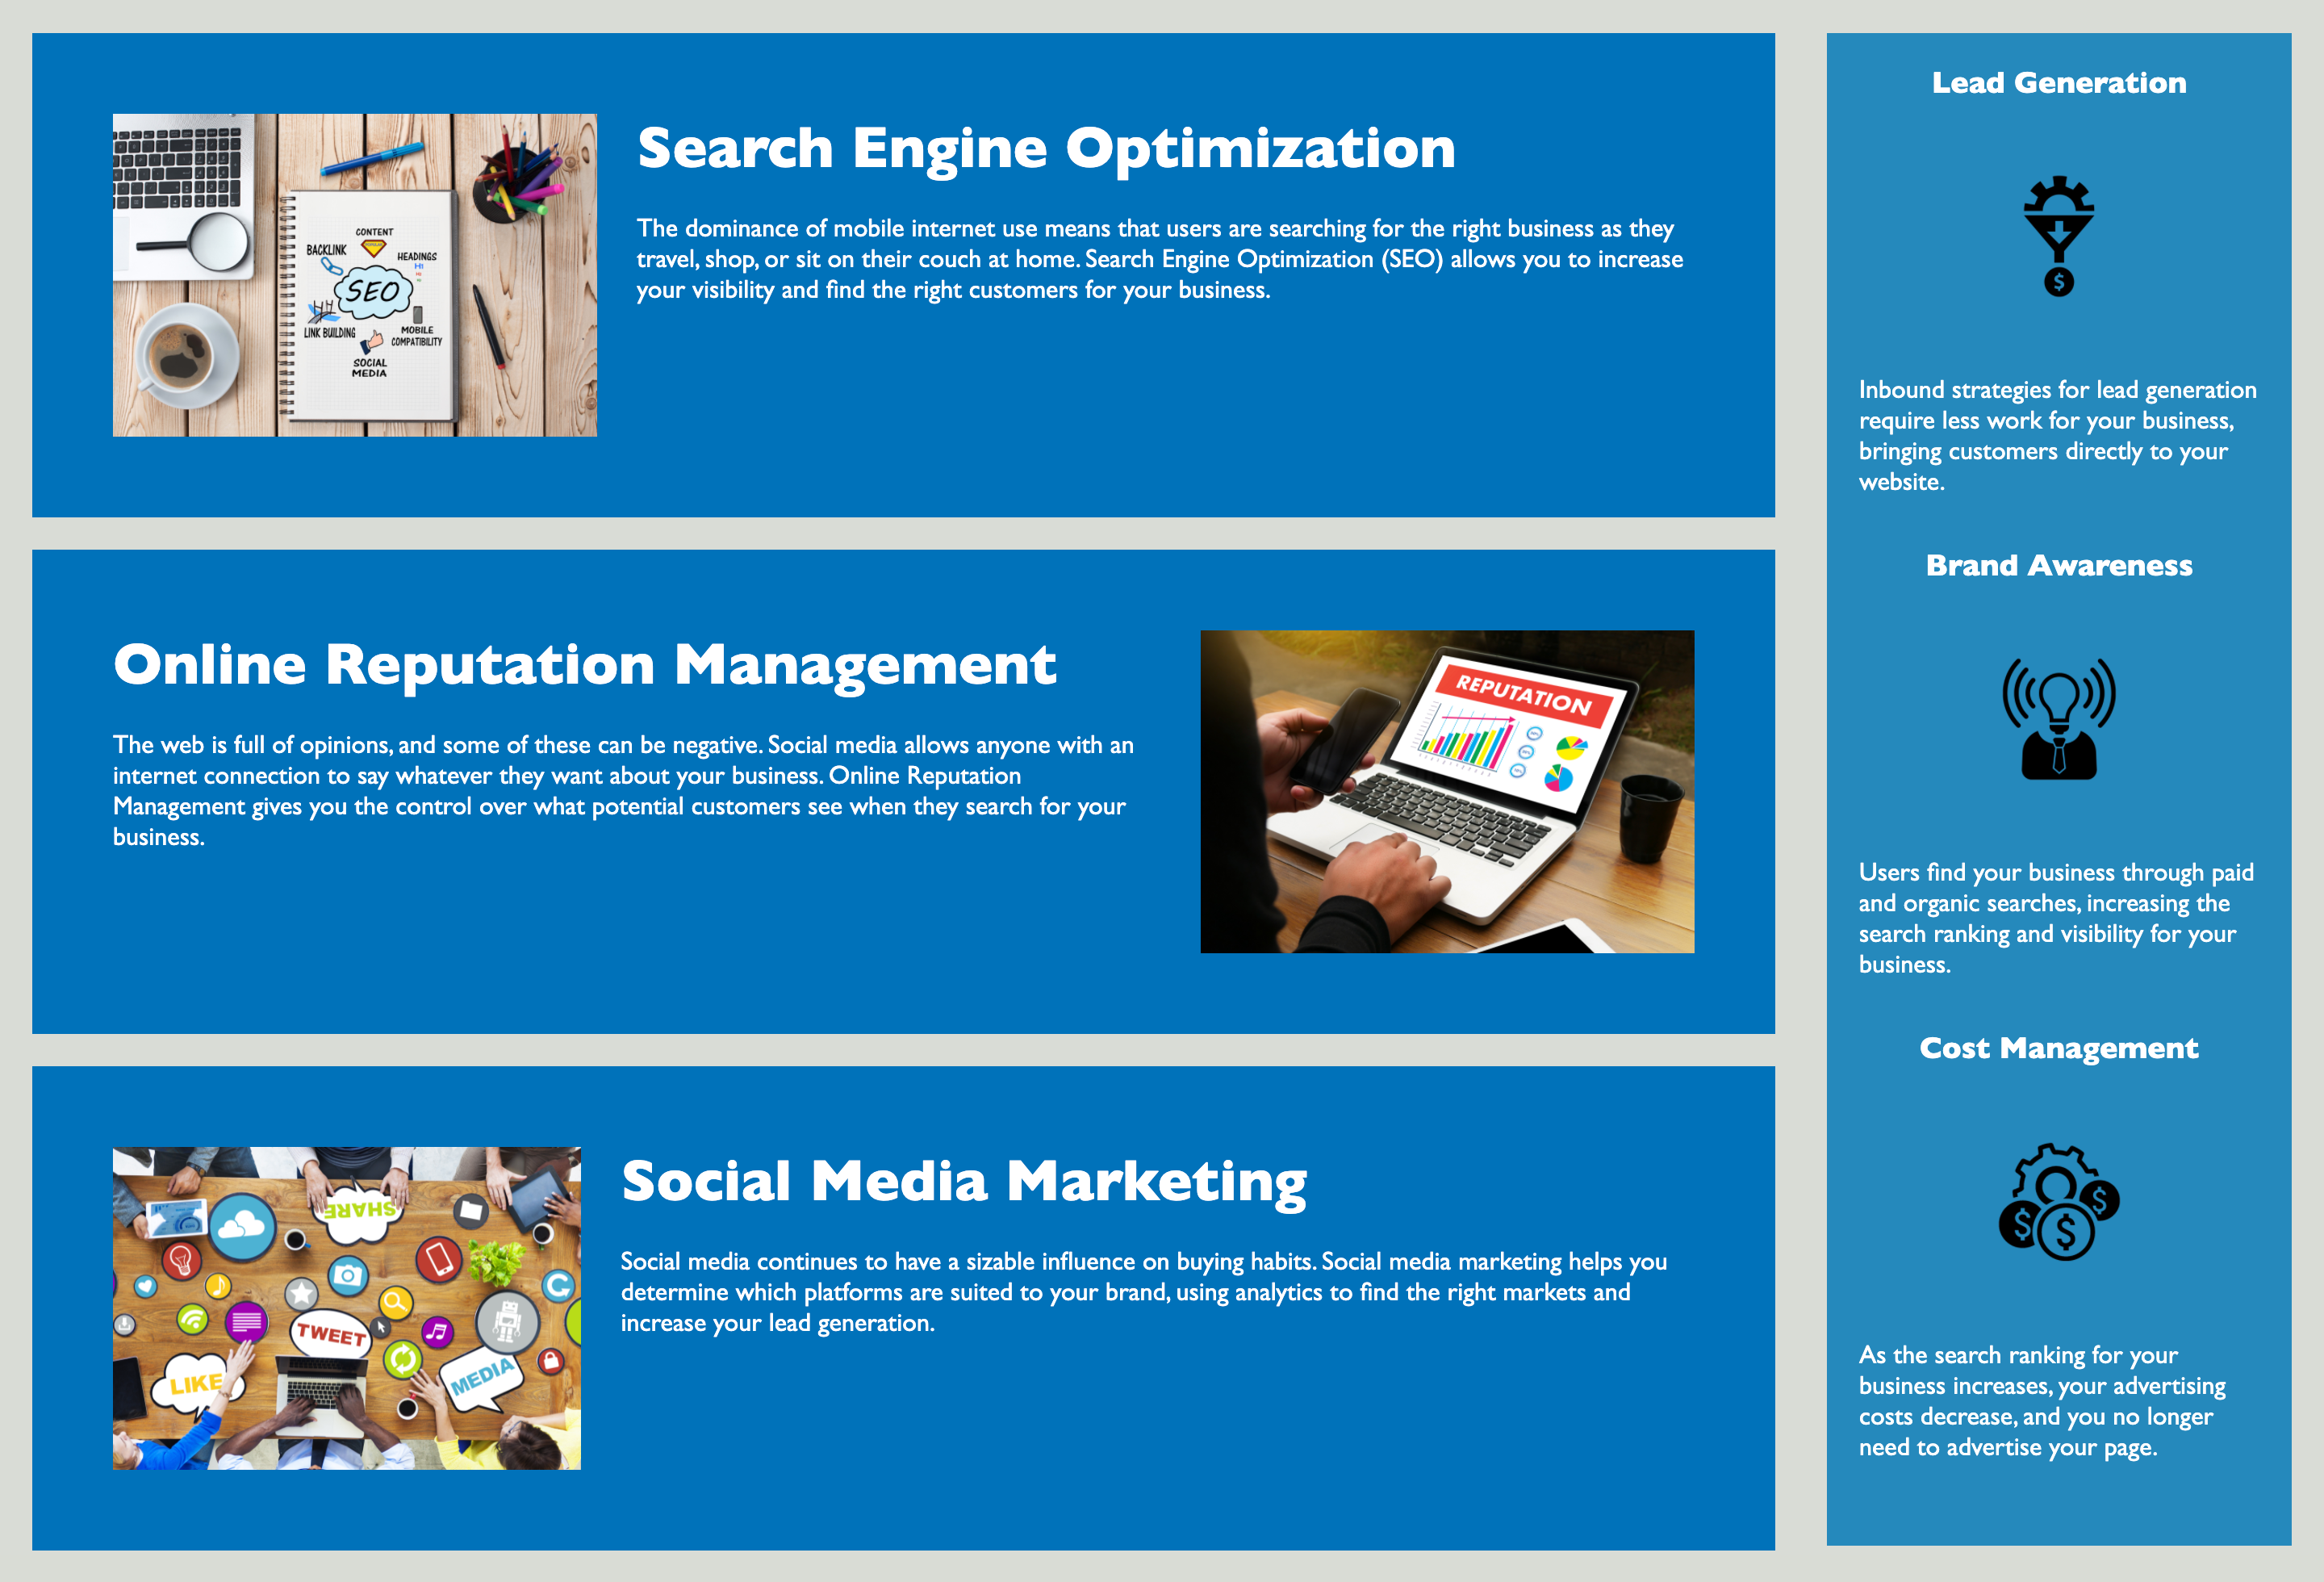 Search Engine Optimization
The dominance of mobile internet use means that users are searching for the right business as they
travel, shop, or sit on their couch at home. Search Engine Optimization (SEO) allows you to increase
your visibility and find the right customers for your business.
CONTENT
BACKLINK
HEADINGS
H1
SEO
LINK BUILDING
MOBILE
COMPATIBILITY
SOCIAL
MEDIA
Online Reputation Management
The web is full of opinions, and some of these can be negative. Social media allows anyone with an
internet connection to say whatever they want about your business. Online Reputation
Management gives you the control over what potential customers see when they search for your
business.
REPUTATION
Social Media Marketing
Social media continues to have a sizable influence on buying habits. Social media marketing helps you
determine which platforms are suited to your brand, using analytics to find the right markets and
increase your lead generation.
SHARE
TWEET
LIKE
MEDIA
Lead Generation
$
Inbound strategies for lead generation
require less work for your business,
bringing customers directly to your
website.
Brand Awareness
Users find your business through paid
and organic searches, increasing the
search ranking and visibility for your
business.
Cost Management
$ $ $
As the search ranking for your
business increases, your advertising
costs decrease, and you no longer
need to advertise your page.